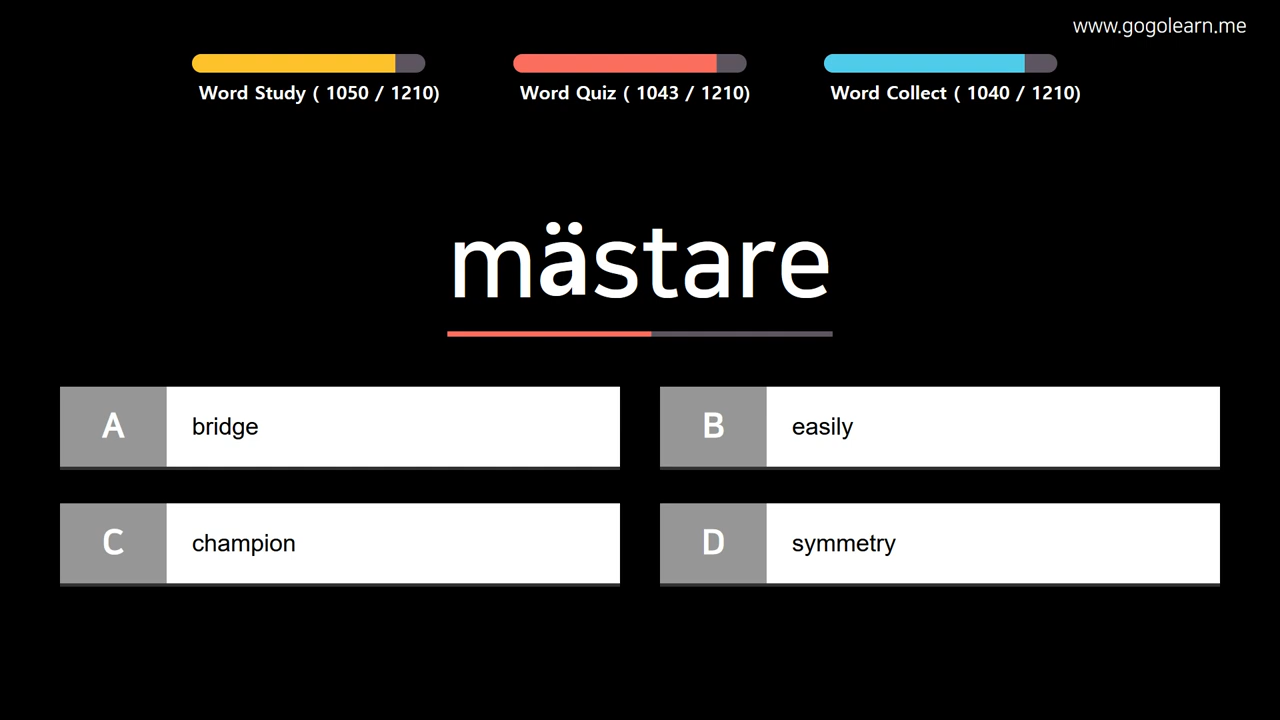 www.gogolearn.me
Word Study ( 1050 / 1210)
Word Quiz ( 1043 / 1210)
Word Collect ( 1040 / 1210)
mästare
A bridge
B easily
C champion
D symmetry